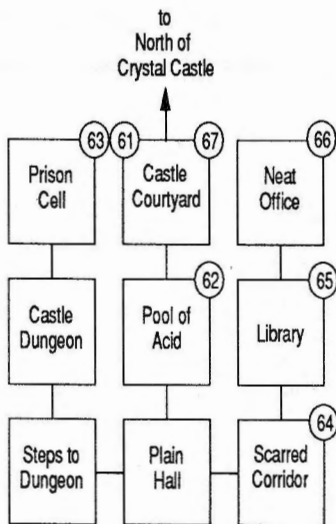 to
North of
Crystal Castle
63
61
67
66
Prison
Cell
Castle
Courtyard
Neat
Office
62
65
Castle
Dungeon
Pool of
Acid
Library
64
Steps to
Dungeon
Plain
Hall
Scarred
Corridor